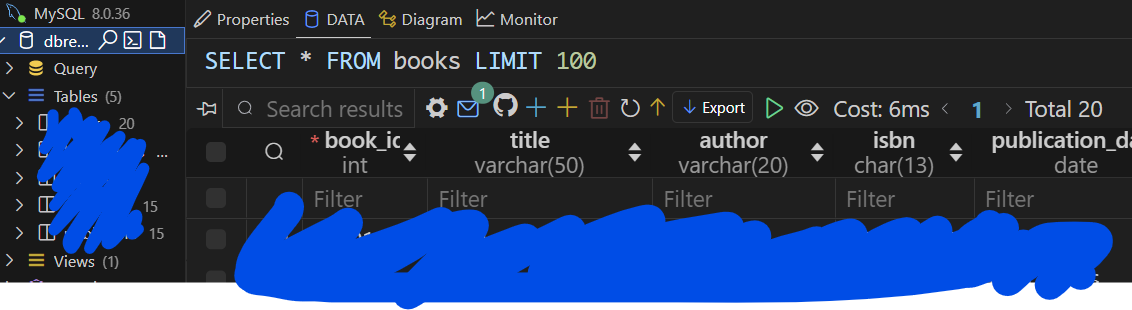 MySQL 8.0.36
Properties DATA Diagram Monitor
dbre...
SELECT * FROM books LIMIT 100
Query
Tables (5)
1
Search results Export Cost: 6ms 1 Total 20
20
* book_ic title author isbn publication_da
int varchar(50) varchar(20) char(13) date
...
Filter Filter Filter Filter Filter
15
15
Views (1)